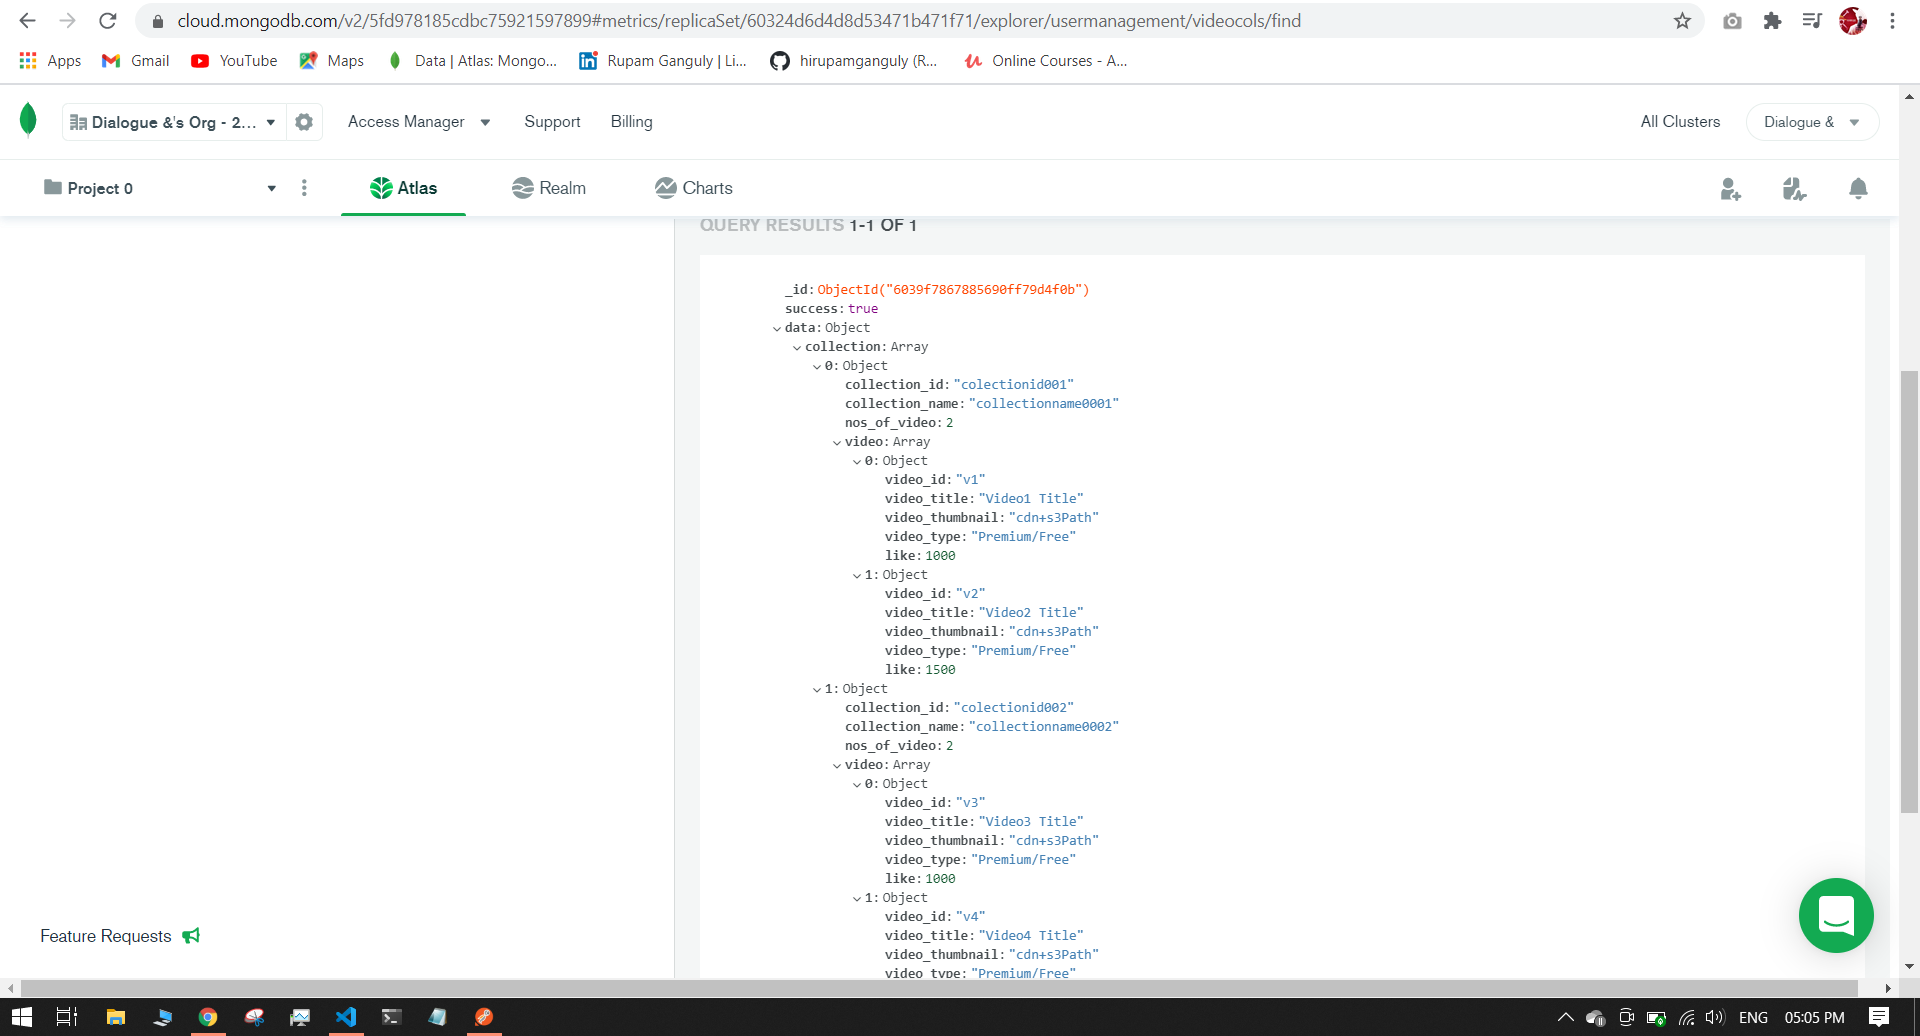 cloud.mongodb.com/v2/5fd978185cdbc75921597899#metrics/replicaSet/60324d6d4d8d53471b471f71/explorer/usermanagement/videocols/find
Apps Gmail YouTube Maps Data | Atlas: Mongo... Rupam Ganguly | Li... hirupamganguly (R... Online Courses - A...
Dialogue &'s Org - 2... Access Manager Support Billing All Clusters Dialogue &
Project 0 Atlas Realm Charts
QUERY RESULTS 1-1 OF 1
_id: ObjectId("6039f7867885690ff79d4f0b")
success: true
data: Object
collection: Array
0: Object
collection_id: "colectionid001"
collection_name: "collectionname0001"
nos_of_video: 2
video: Array
0: Object
video_id: "v1"
video_title: "Video1 Title"
video_thumbnail: "cdn+s3Path"
video_type: "Premium/Free"
like: 1000
1: Object
video_id: "v2"
video_title: "Video2 Title"
video_thumbnail: "cdn+s3Path"
video_type: "Premium/Free"
like: 1500
1: Object
collection_id: "colectionid002"
collection_name: "collectionname0002"
nos_of_video: 2
video: Array
0: Object
video_id: "v3"
video_title: "Video3 Title"
video_thumbnail: "cdn+s3Path"
video_type: "Premium/Free"
like: 1000
1: Object
video_id: "v4"
video_title: "Video4 Title"
video_thumbnail: "cdn+s3Path"
video_type: "Premium/Free"
Feature Requests
ENG 05:05 PM